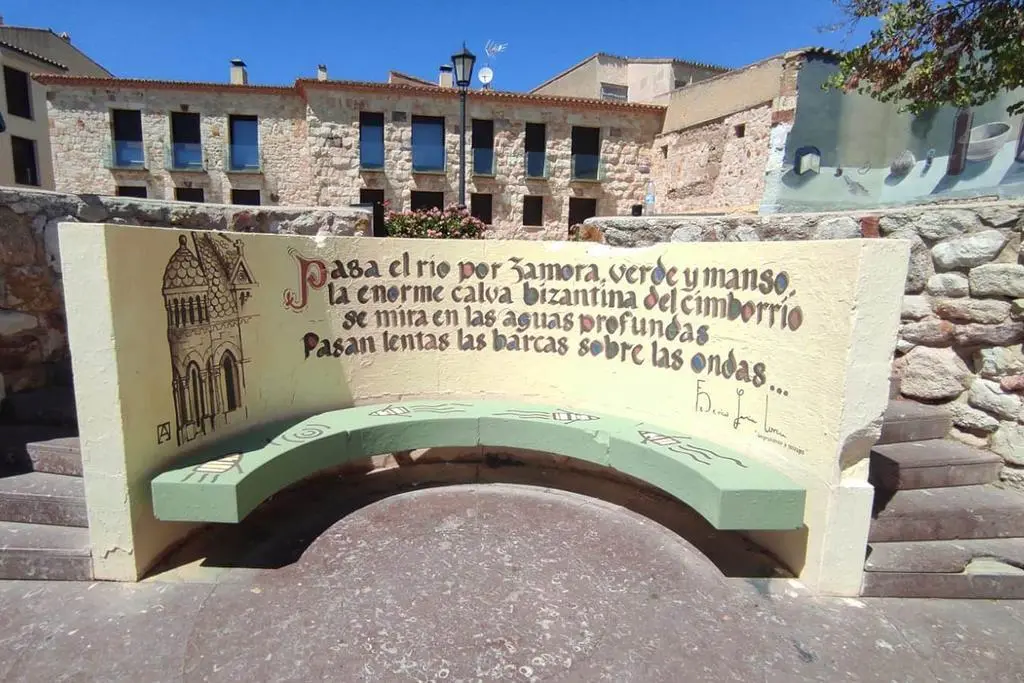 Pasa el rio por Zamora, verde y manso,
la enorme calva bizantina del cimborrio
se mira en las aguas profundas
Pasan lentas las barcas sobre las ondas...